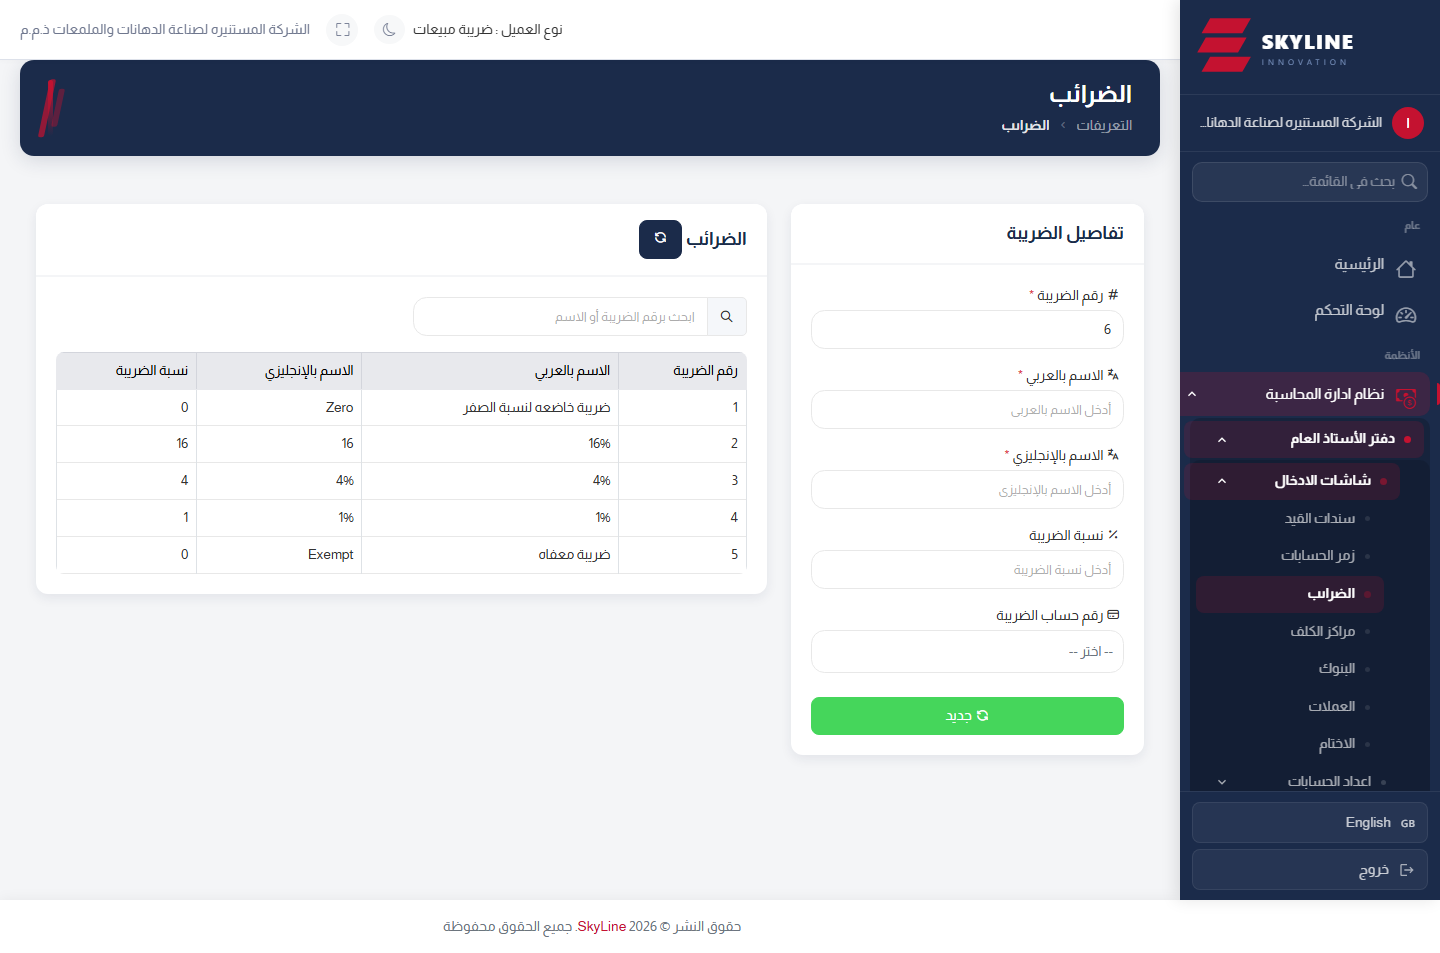 SKYLINE
INNOVATION
الشركة المستنيره لصناعة الدهانا...
بحث في القائمة...
عام
الرئيسية
لوحة التحكم
الأنظمة
نظام ادارة المحاسبة
دفتر الأستاذ العام
شاشات الادخال
سندات القيد
زمر الحسابات
الضرائب
مراكز الكلف
البنوك
العملات
الاختام
اعداد الحسابات
GB English
خروج
نوع العميل : ضريبة مبيعات
الشركة المستنيره لصناعة الدهانات والملمعات ذ.م.م
الضرائب
التعريفات › الضرائب
تفاصيل الضريبة
# رقم الضريبة *
6
الاسم بالعربي *
أدخل الاسم بالعربي
الاسم بالإنجليزي *
أدخل الاسم بالإنجليزي
نسبة الضريبة
أدخل نسبة الضريبة
رقم حساب الضريبة
-- اختر --
جديد
الضرائب
ابحث برقم الضريبة أو الاسم
رقم الضريبة الاسم بالعربي الاسم بالإنجليزي نسبة الضريبة
1 ضريبة خاضعه لنسبة الصفر Zero 0
2 16% 16 16
3 4% 4% 4
4 1% 1% 1
5 ضريبة معفاه Exempt 0
حقوق النشر © 2026 SkyLine. جميع الحقوق محفوظة